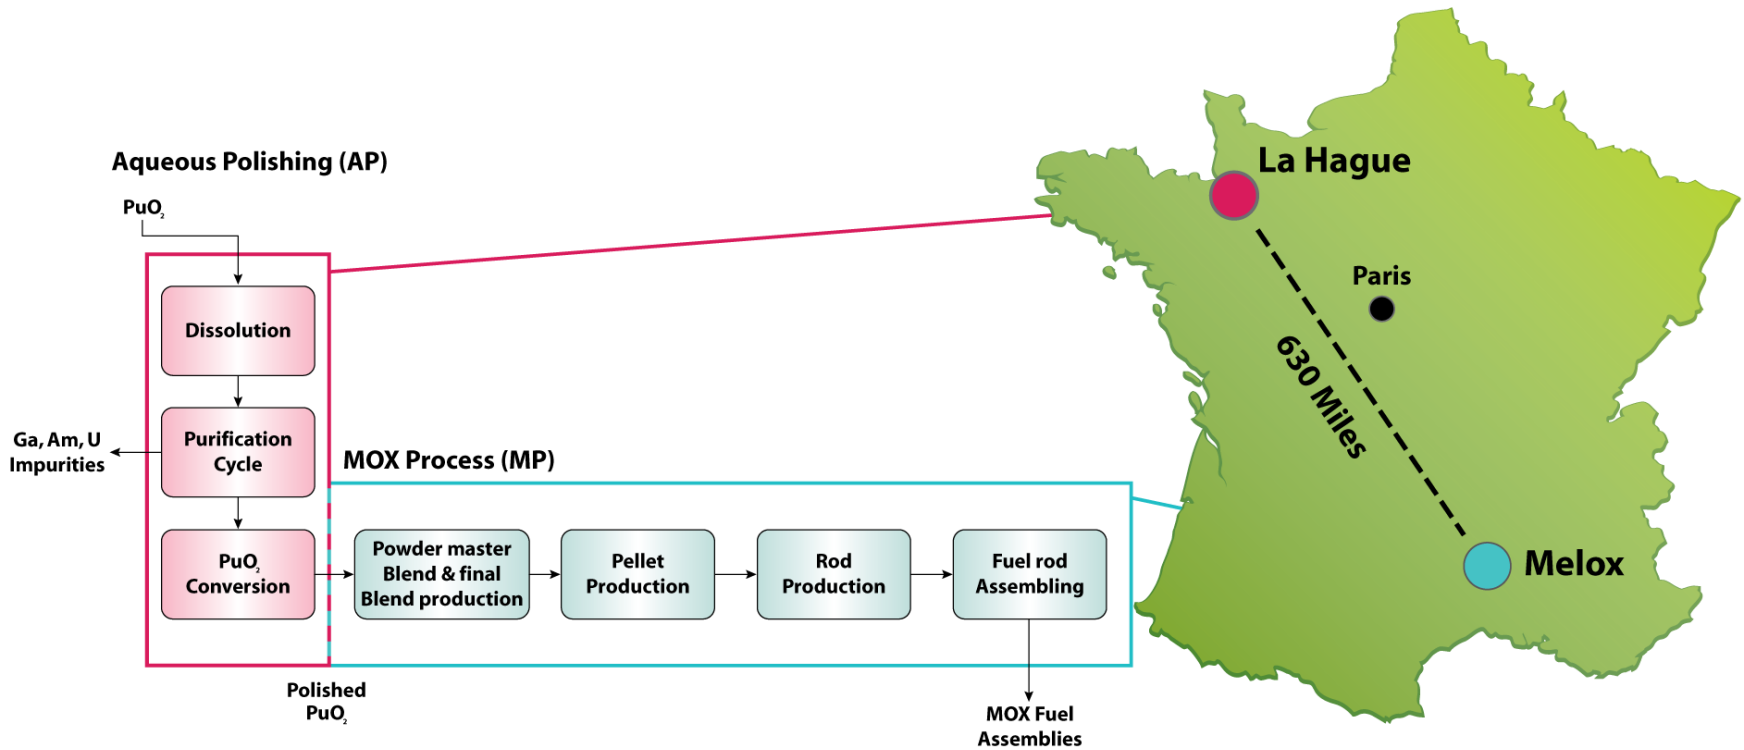 Aqueous Polishing (AP)
PuO₂
Dissolution
Purification
Cycle
Ga, Am, U
Impurities
PuO₂
Conversion
Polished
PuO₂
MOX Process (MP)
Powder master
Blend & final
Blend production
Pellet
Production
Rod
Production
Fuel rod
Assembling
MOX Fuel
Assemblies
La Hague
Paris
630 Miles
Melox